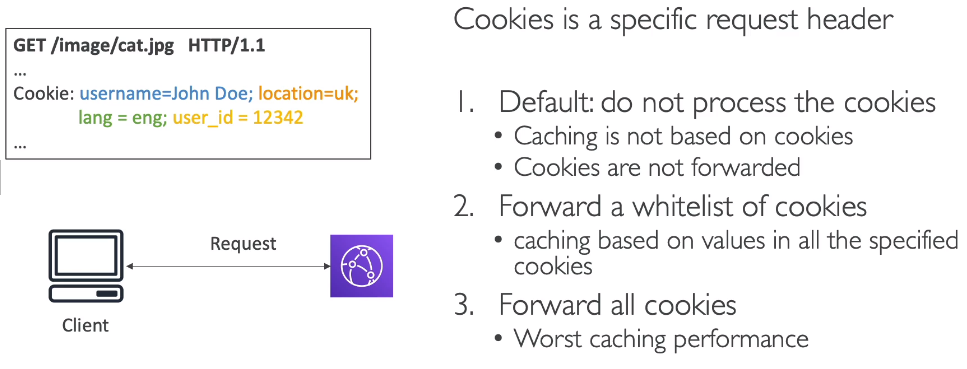 GET /image/cat.jpg HTTP/1.1
...
Cookie: username=John Doe; location=uk;
lang = eng; user_id = 12342
...
Request
Client
Cookies is a specific request header
1. Default: do not process the cookies
• Caching is not based on cookies
• Cookies are not forwarded
2. Forward a whitelist of cookies
• caching based on values in all the specified
cookies
3. Forward all cookies
• Worst caching performance